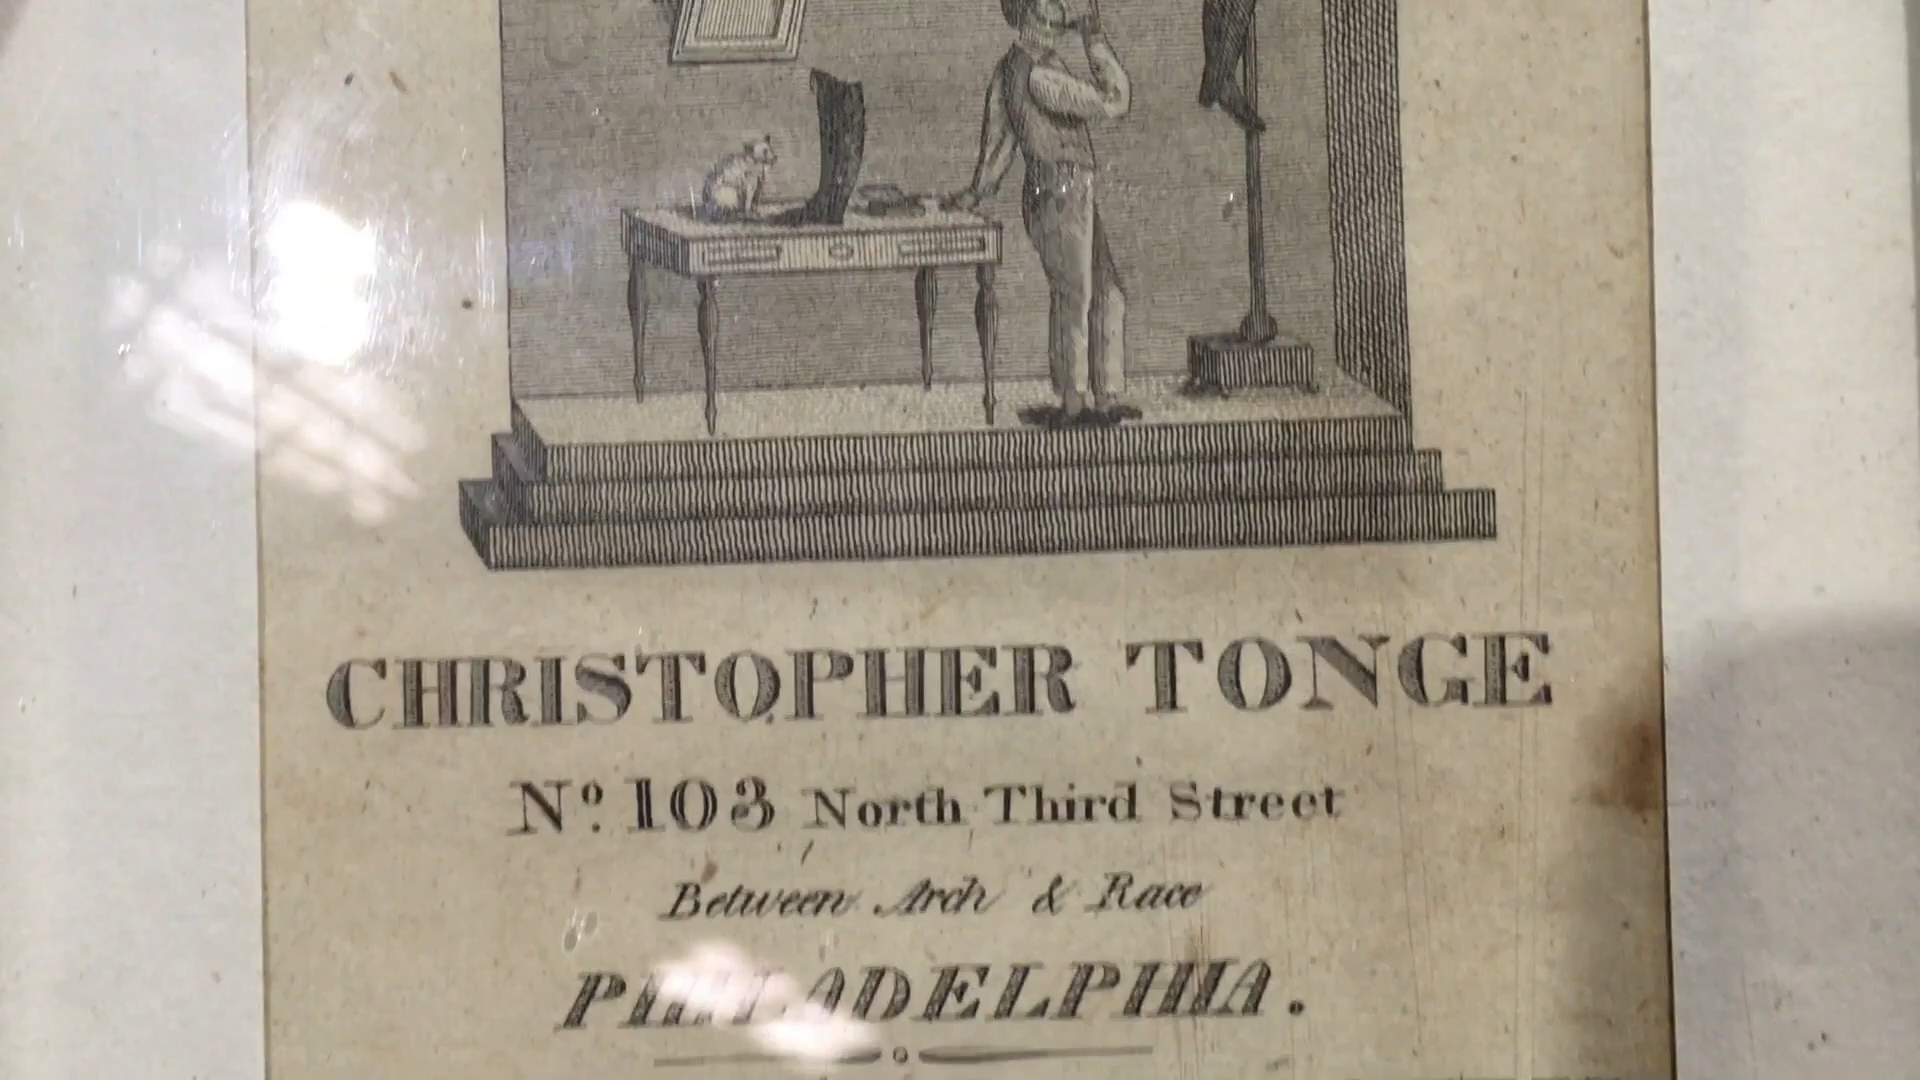 CHRISTOPHER TONGE
No. 103 North Third Street
Between Arch & Race
PHILADELPHIA.